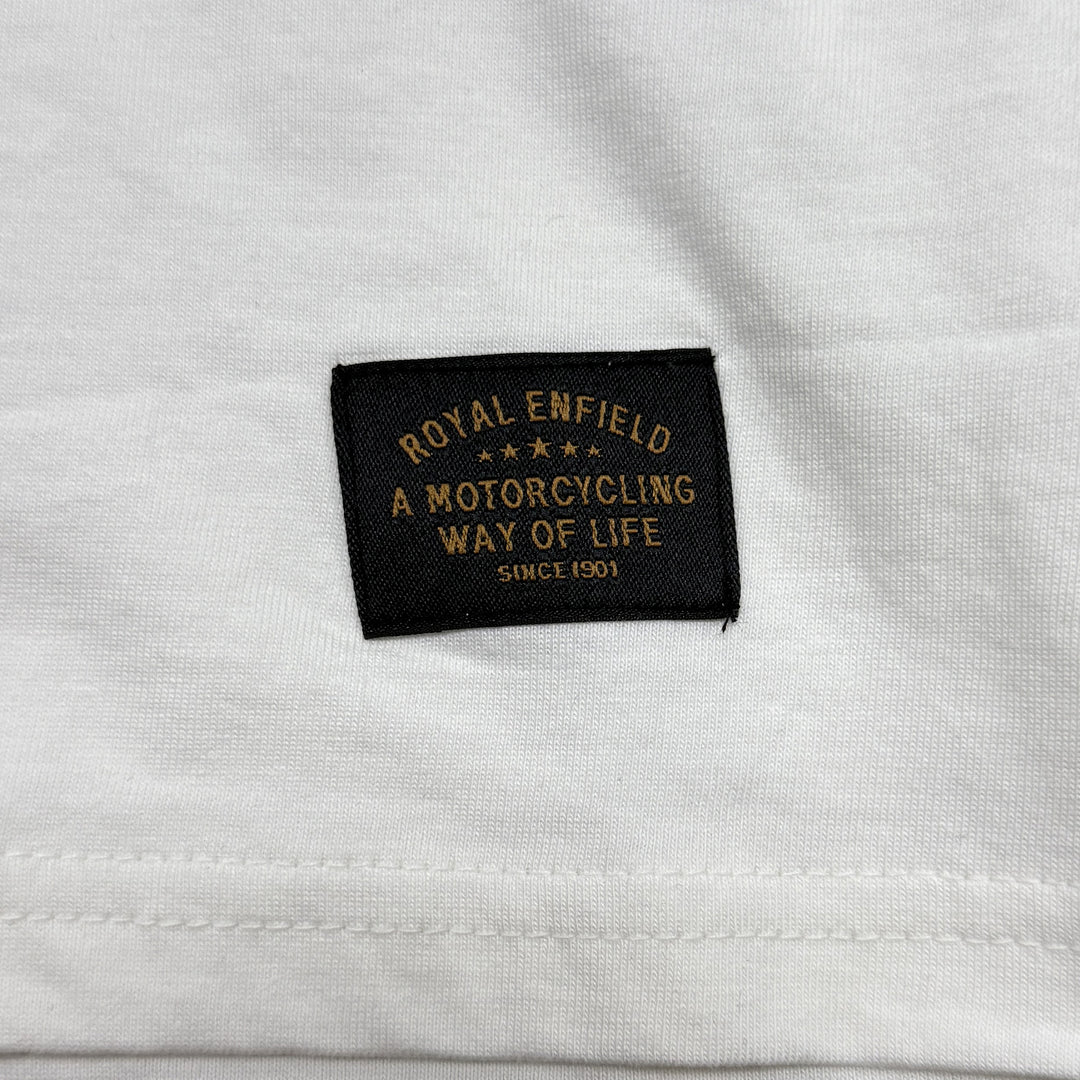 ROYAL ENFIELD
A MOTORCYCLING
WAY OF LIFE
SINCE 1901